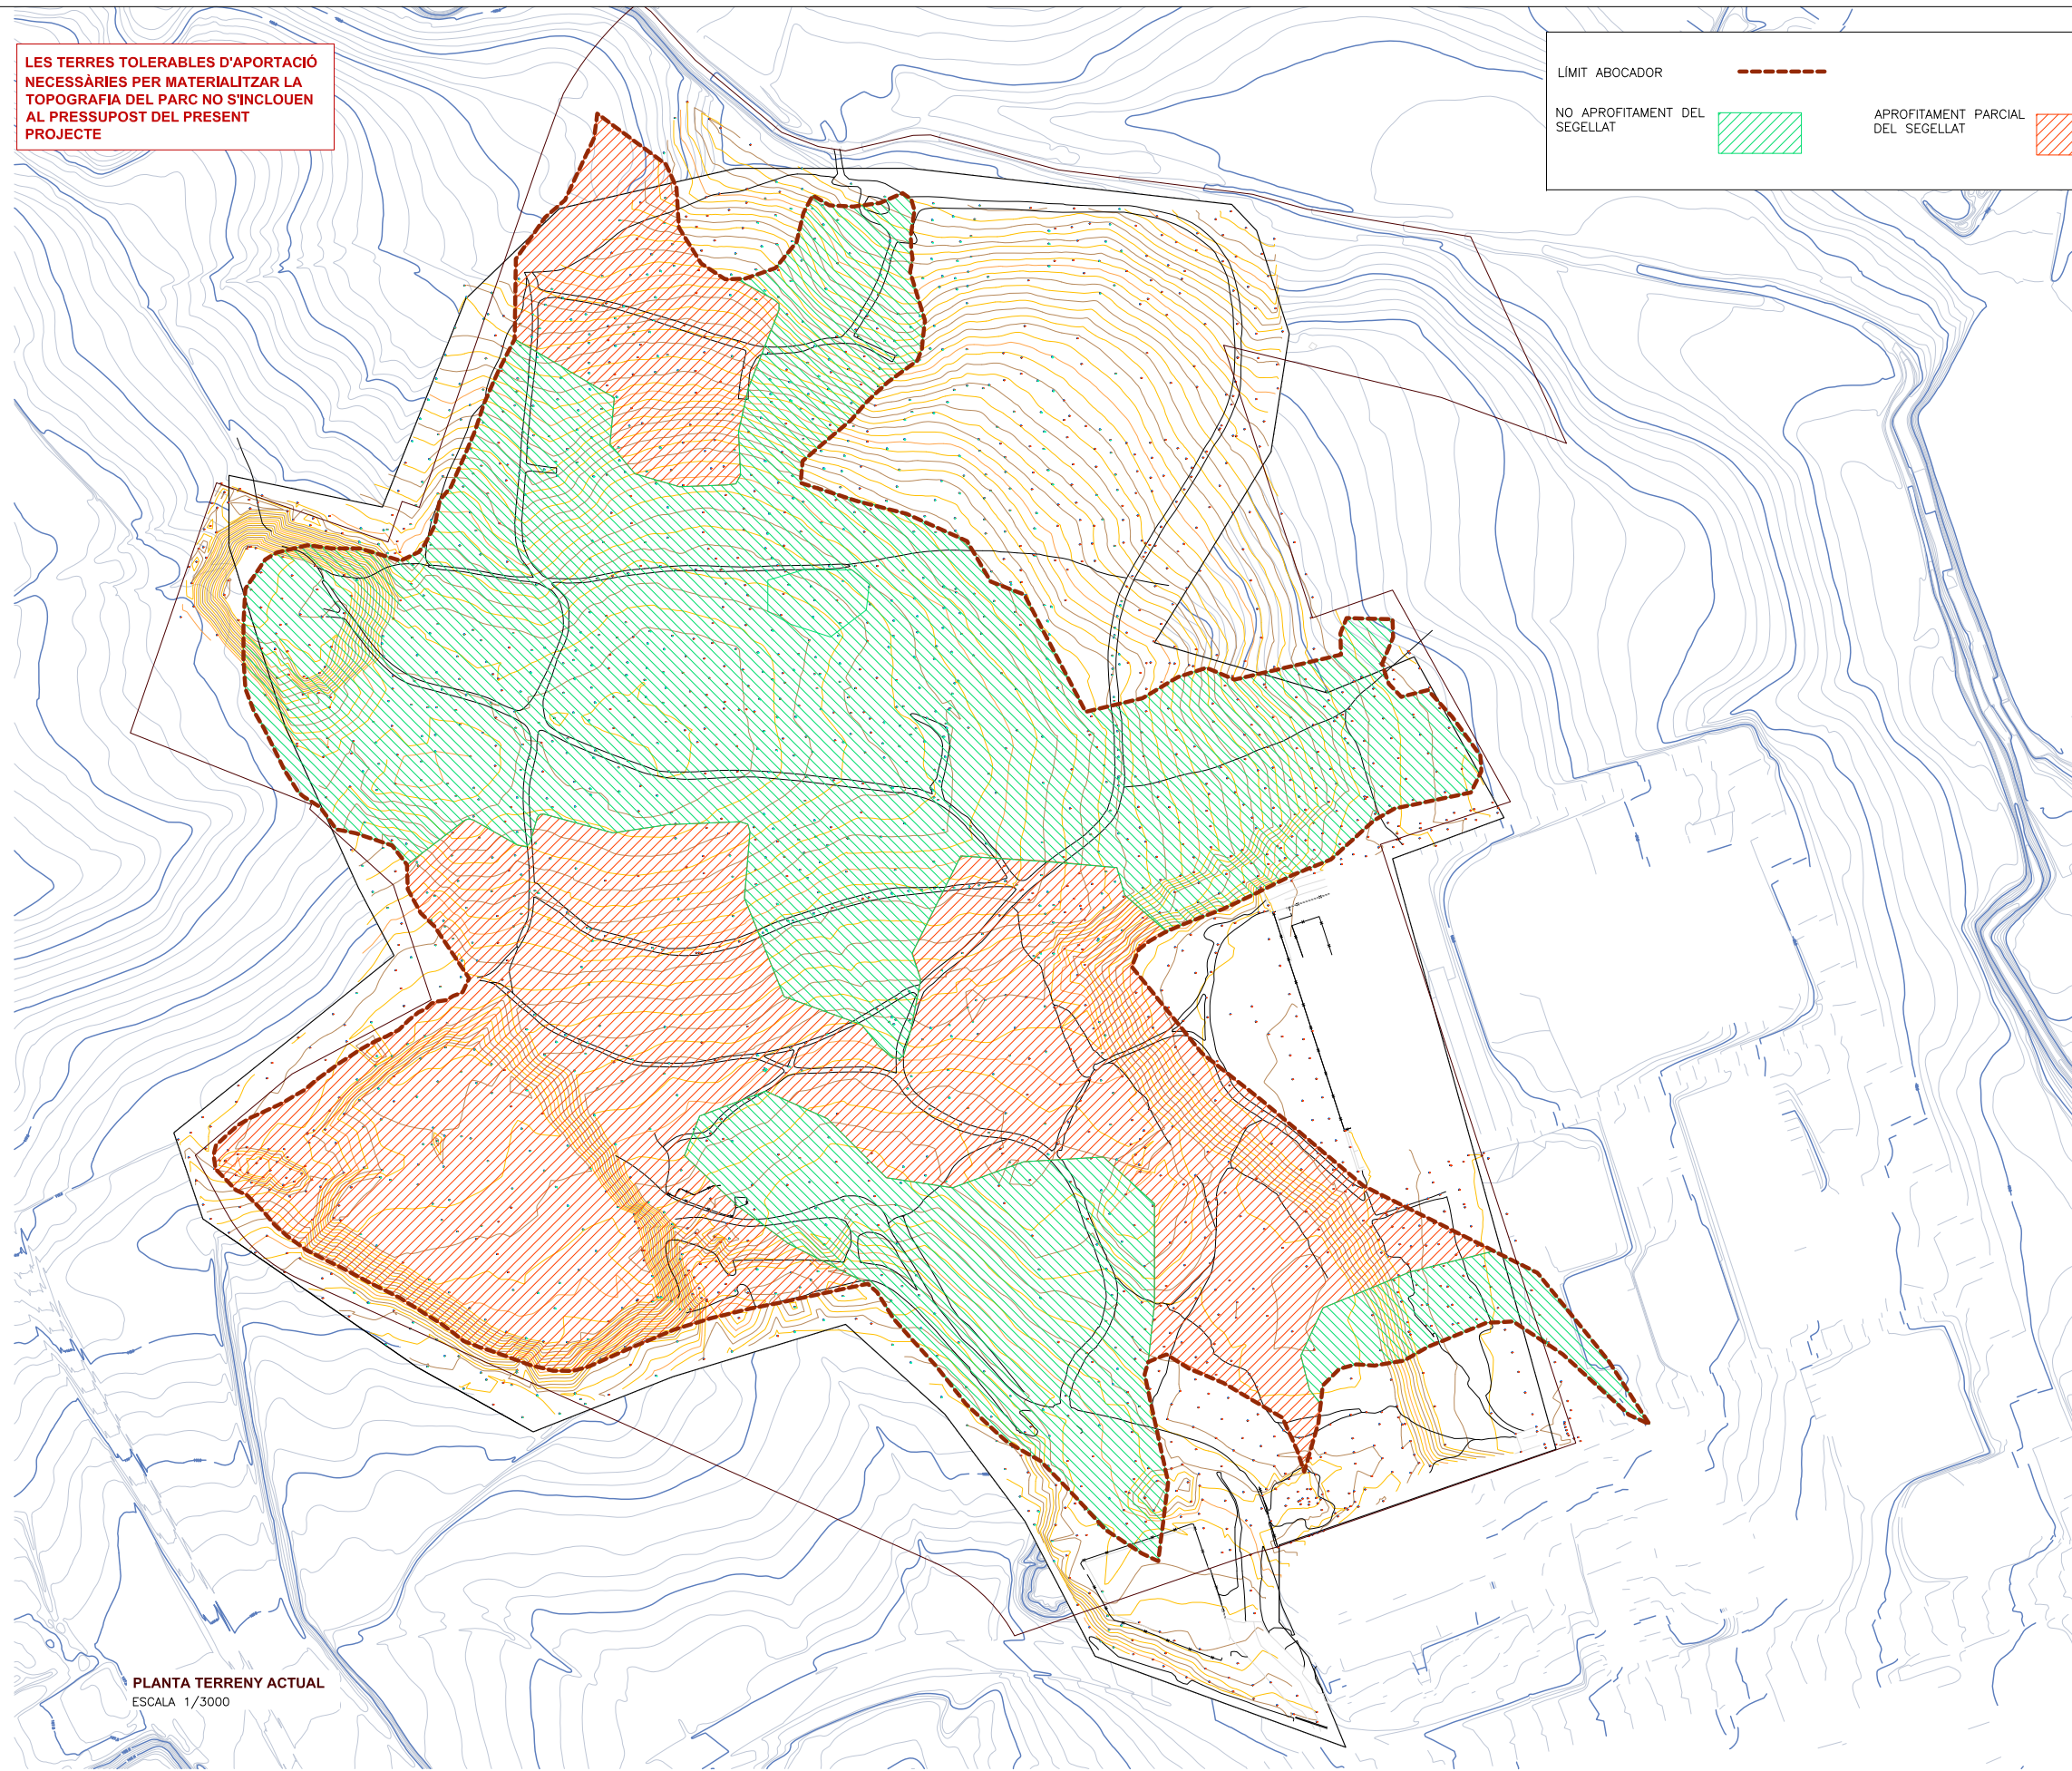 LES TERRES TOLERABLES D'APORTACIÓ
NECESSÀRIES PER MATERIALITZAR LA
TOPOGRAFIA DEL PARC NO S'INCLOUEN
AL PRESSUPOST DEL PRESENT
PROJECTE
LÍMIT ABOCADOR
NO APROFITAMENT DEL
SEGELLAT
APROFITAMENT PARCIAL
DEL SEGELLAT
PLANTA TERRENY ACTUAL
ESCALA 1/3000